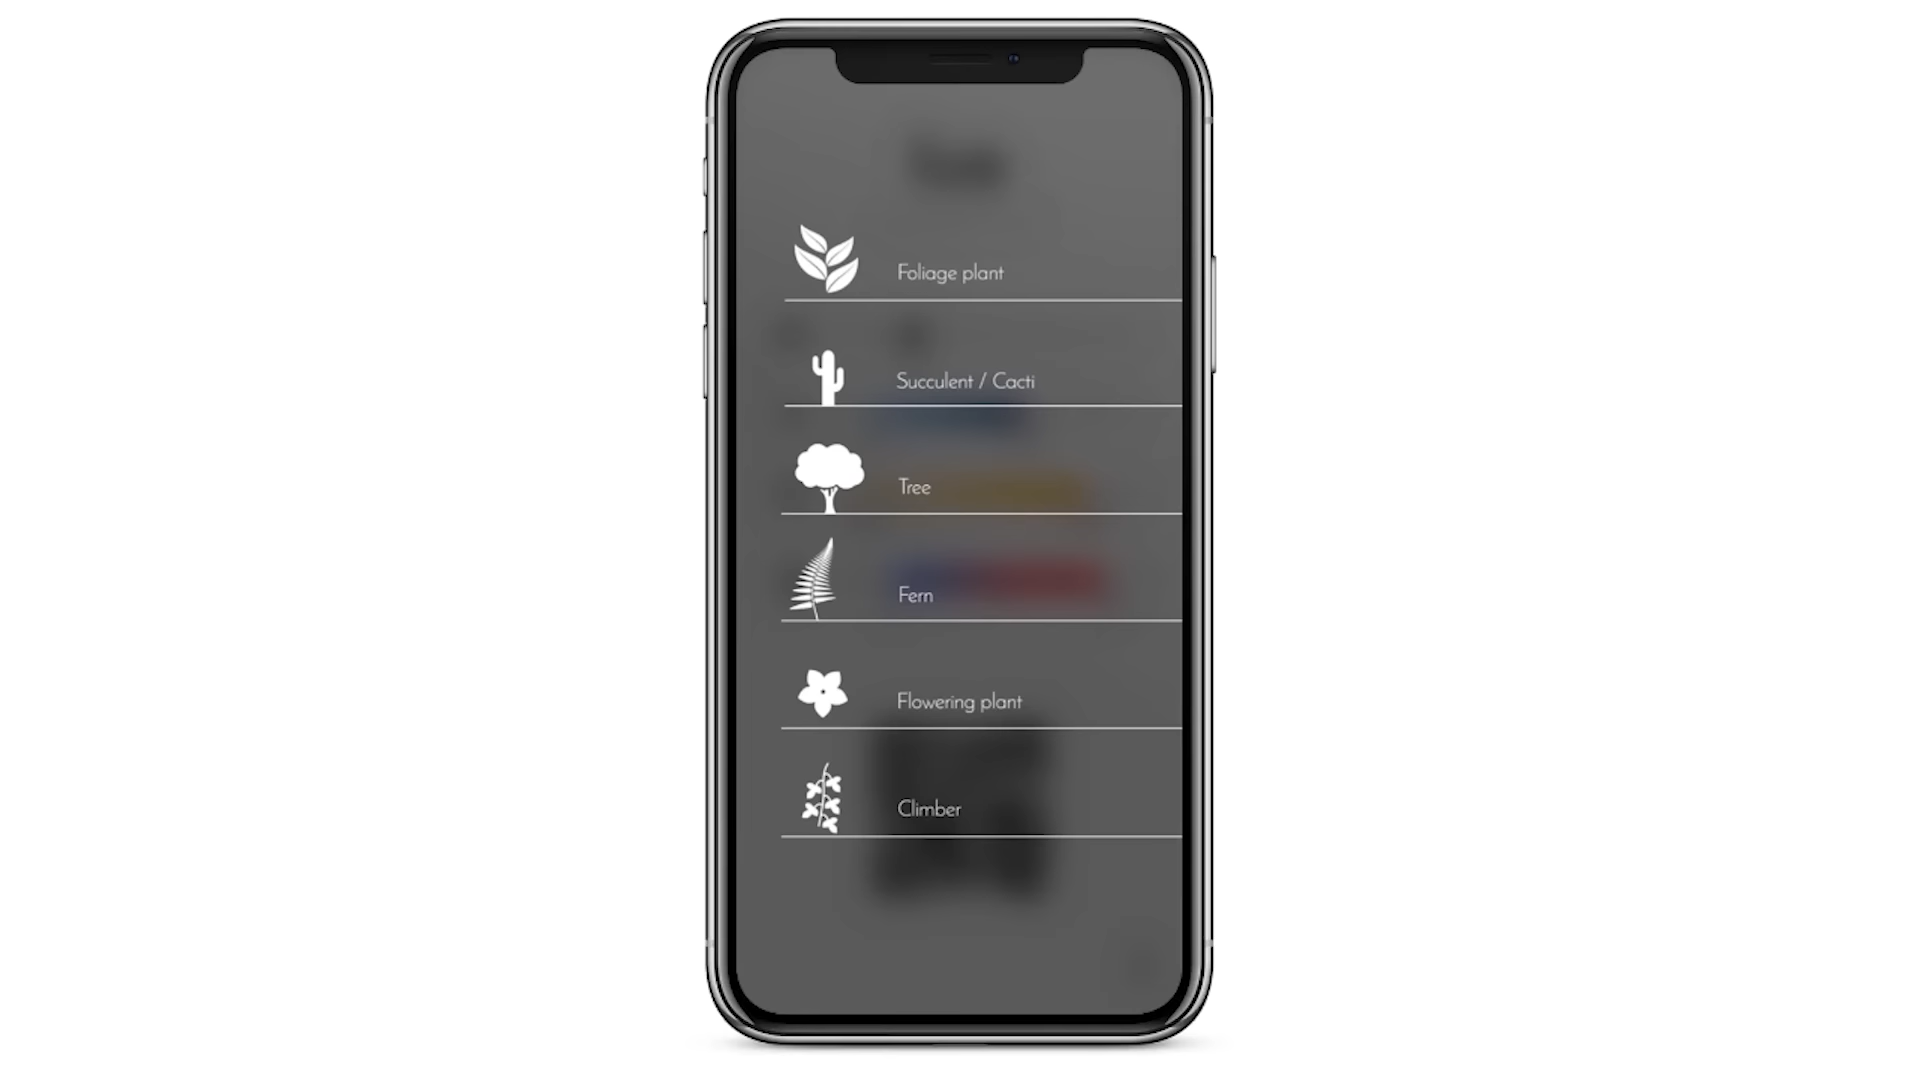 Foliage plant
Succulent / Cacti
Tree
Fern
Flowering plant
Climber